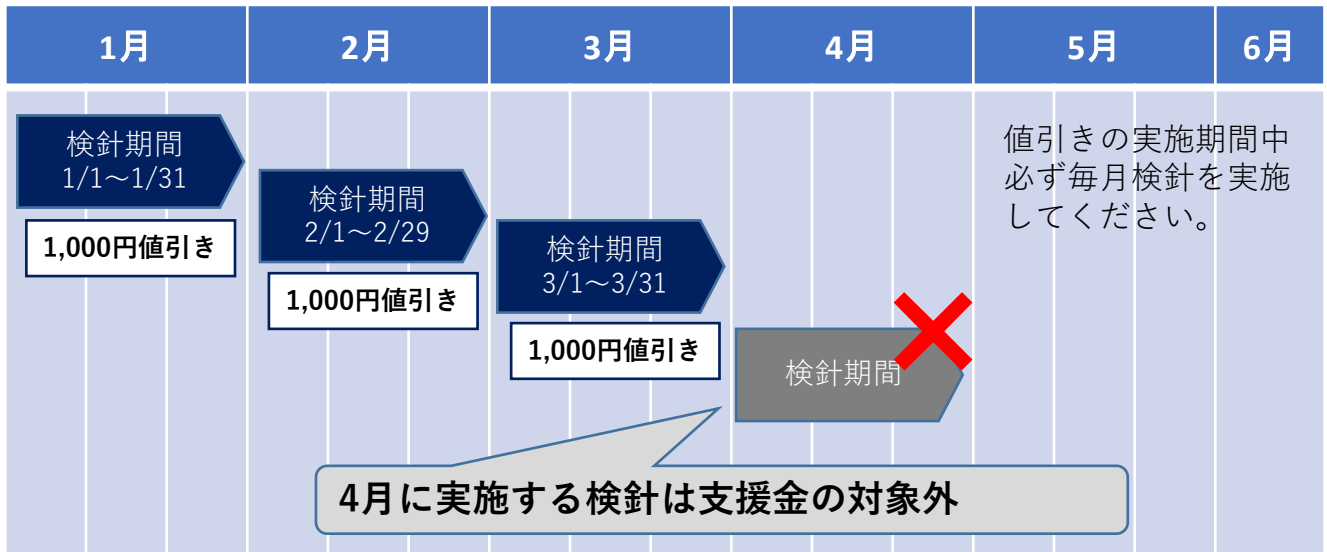 1月
2月
3月
4月
5月
6月
検針期間
1/1～1/31
1,000円値引き
検針期間
2/1～2/29
1,000円値引き
検針期間
3/1～3/31
1,000円値引き
検針期間
値引きの実施期間中
必ず毎月検針を実施
してください。
4月に実施する検針は支援金の対象外